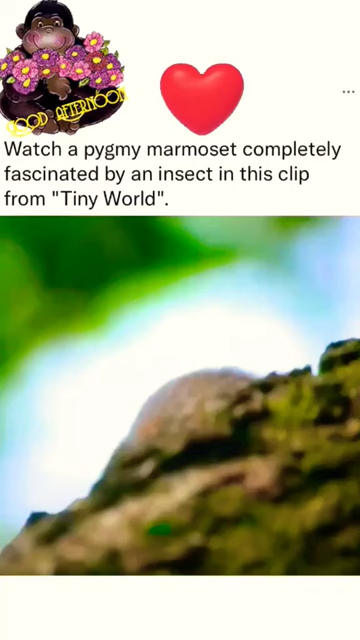 GOOD AFTERNOON
Watch a pygmy marmoset completely
fascinated by an insect in this clip
from "Tiny World".